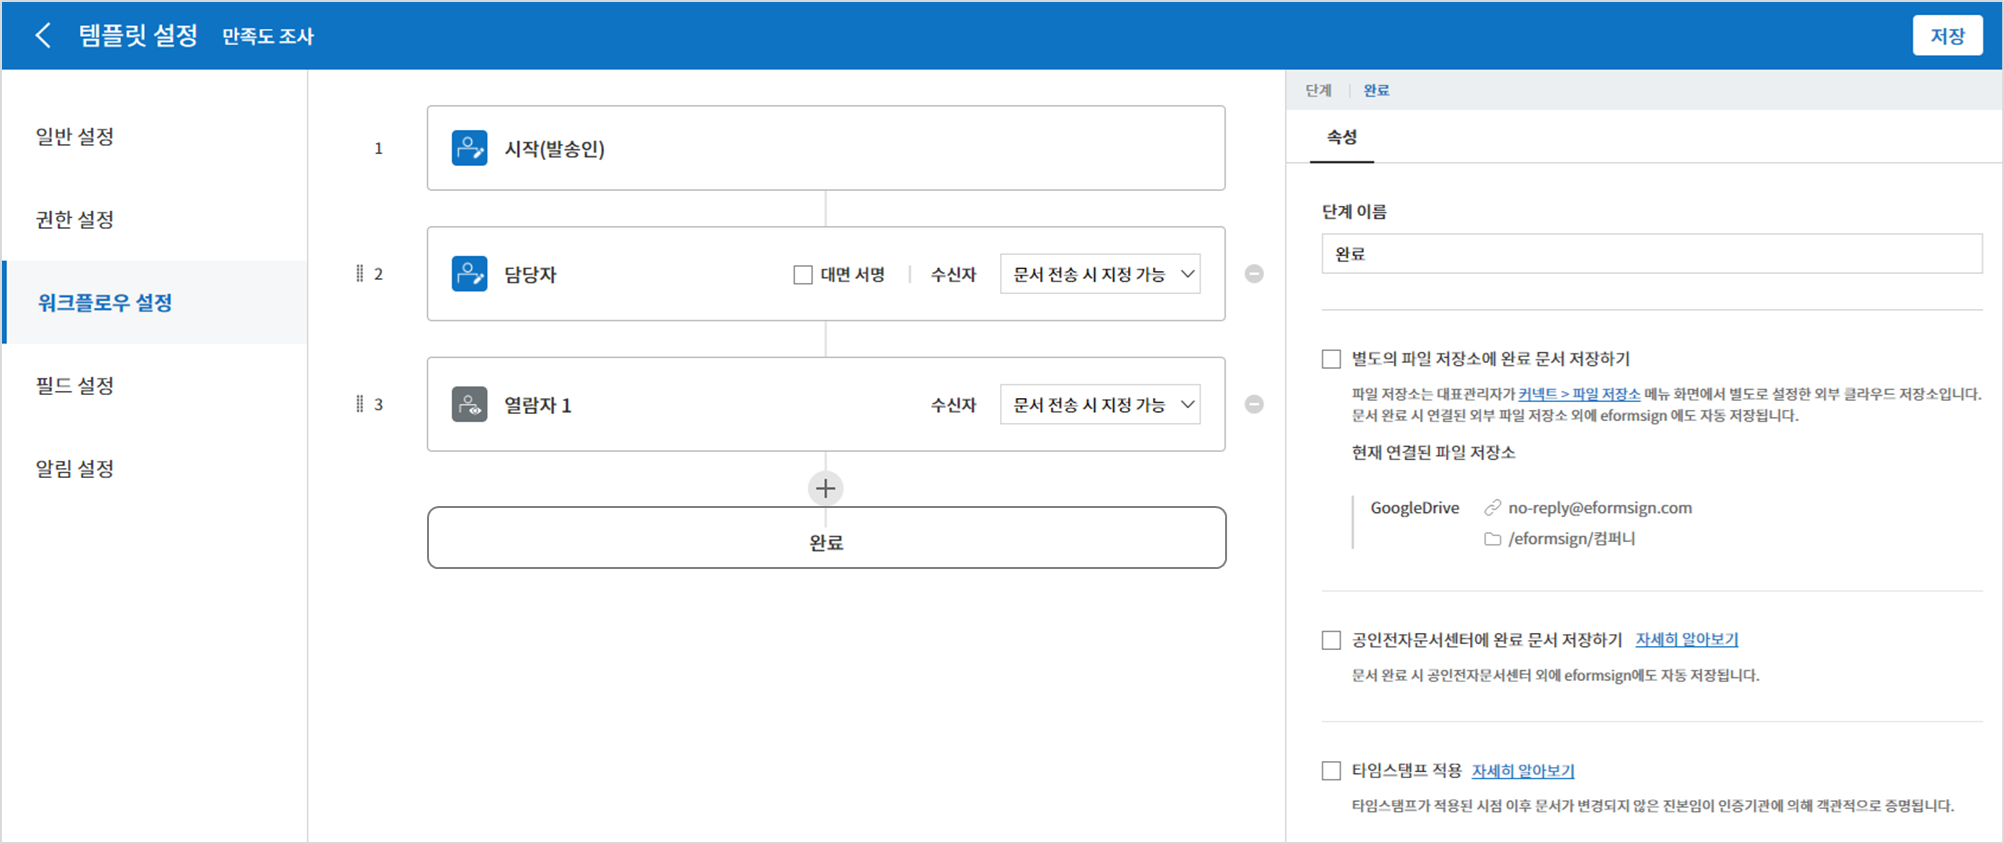 템플릿 설정 만족도 조사 저장
일반 설정
권한 설정
워크플로우 설정
필드 설정
알림 설정
1 시작(발송인)
2 담당자 대면 서명 수신자 문서 전송 시 지정 가능
3 열람자 1 수신자 문서 전송 시 지정 가능
완료
단계 완료
속성
단계 이름
완료
별도의 파일 저장소에 완료 문서 저장하기
파일 저장소는 대표관리자가 커넥트 > 파일 저장소 메뉴 화면에서 별도로 설정한 외부 클라우드 저장소입니다.
문서 완료 시 연결된 외부 파일 저장소 외에 eformsign 에도 자동 저장됩니다.
현재 연결된 파일 저장소
GoogleDrive no-reply@eformsign.com
/eformsign/컴퍼니
공인전자문서센터에 완료 문서 저장하기 자세히 알아보기
문서 완료 시 공인전자문서센터 외에 eformsign에도 자동 저장됩니다.
타임스탬프 적용 자세히 알아보기
타임스탬프가 적용된 시점 이후 문서가 변경되지 않은 진본임이 인증기관에 의해 객관적으로 증명됩니다.